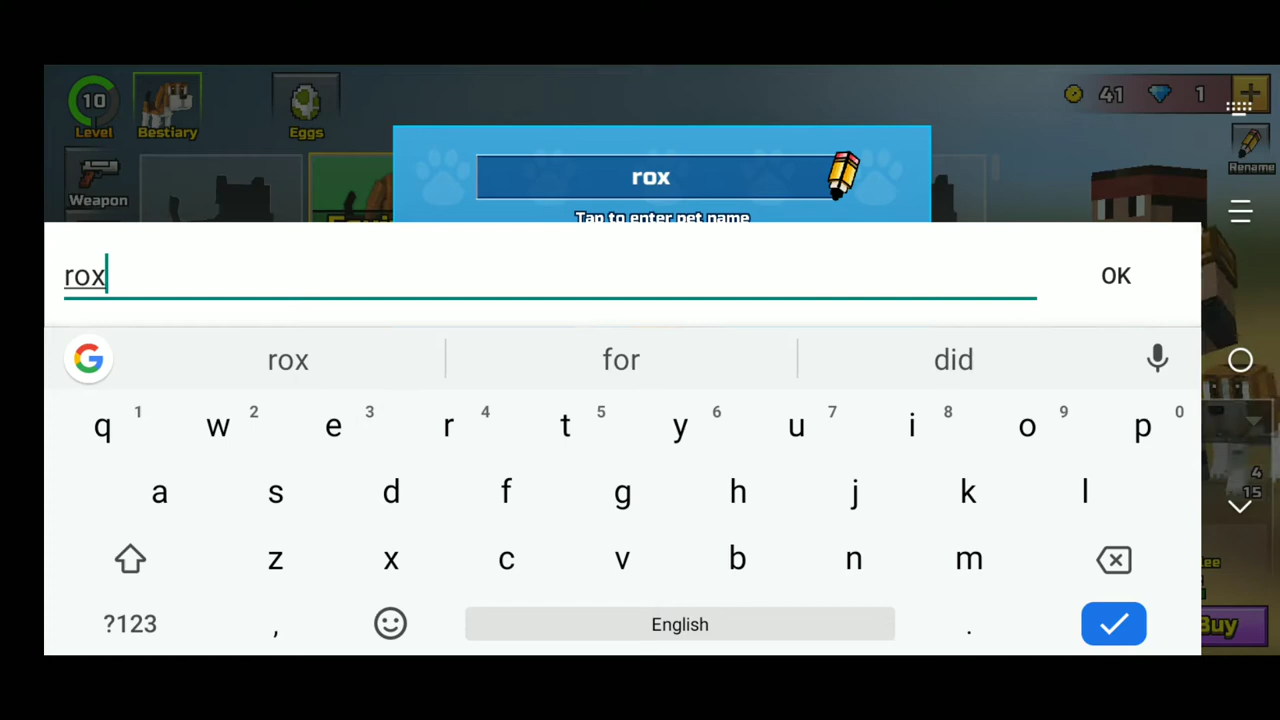 10
Level
Bestiary
Eggs
41
1
Rename
Weapon
rox
Tap to enter pet name
rox
OK
rox for did
q 1 w 2 e 3 r 4 t 5 y 6 u 7 i 8 o 9 p 0
a s d f g h j k l
z x c v b n m
?123 , English .
4
15
Buy